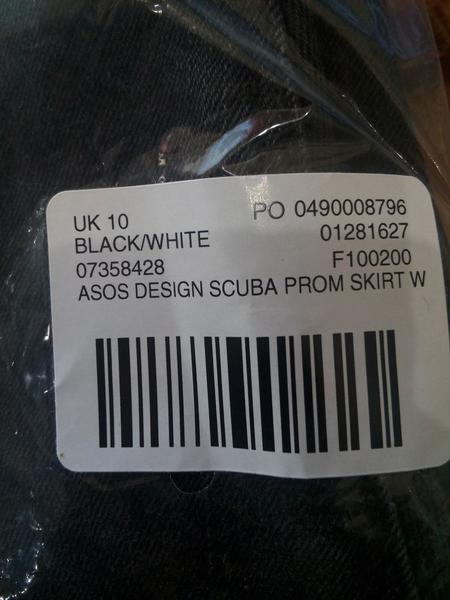 UK 10 PO 0490008796
BLACK/WHITE 01281627
07358428 F100200
ASOS DESIGN SCUBA PROM SKIRT W